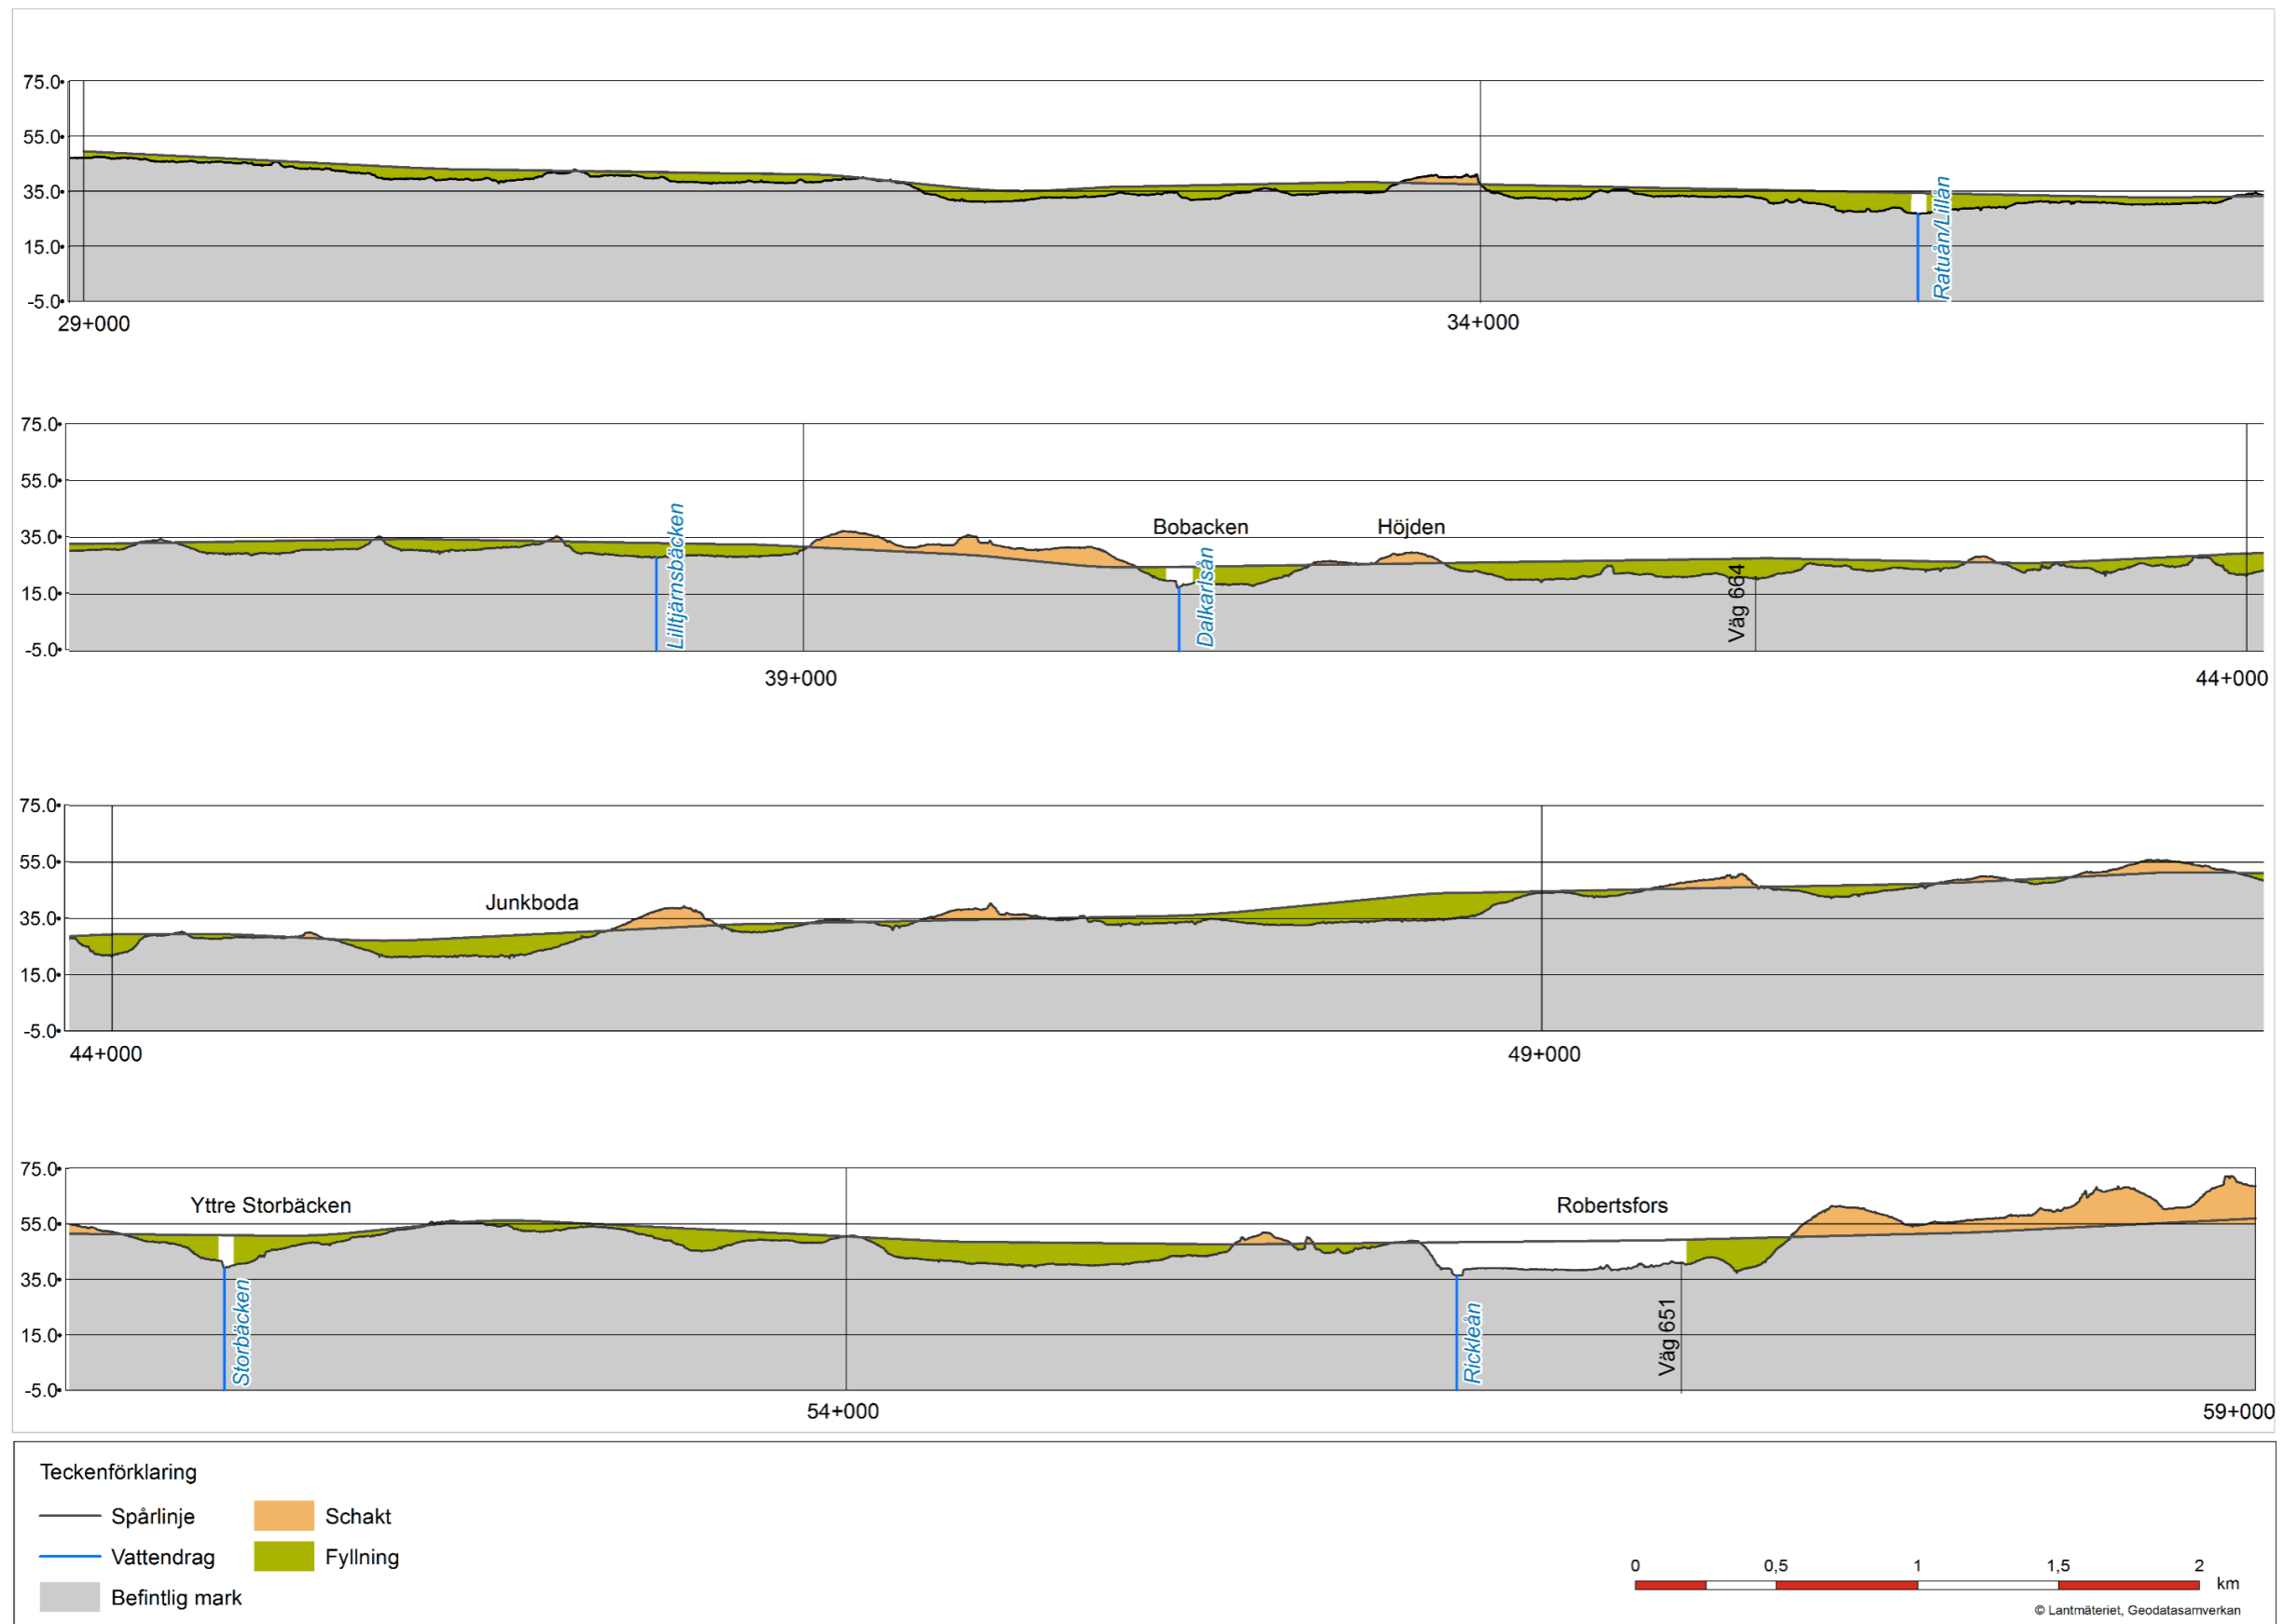 75.0
55.0
35.0
15.0
-5.0
Ratuån/Lillån
29+000 34+000
75.0
55.0
35.0
15.0
-5.0
Bobacken Höjden
Lilltjärnsbäcken
Dalkarlsån
Väg 664
39+000 44+000
75.0
55.0
35.0
15.0
-5.0
Junkboda
44+000 49+000
75.0
55.0
35.0
15.0
-5.0
Yttre Storbäcken Robertsfors
Storbäcken
Rickleån
Väg 651
54+000 59+000
Teckenförklaring
Spårlinje Schakt
Vattendrag Fyllning
Befintlig mark
0 0,5 1 1,5 2
km
© Lantmäteriet, Geodatasamverkan